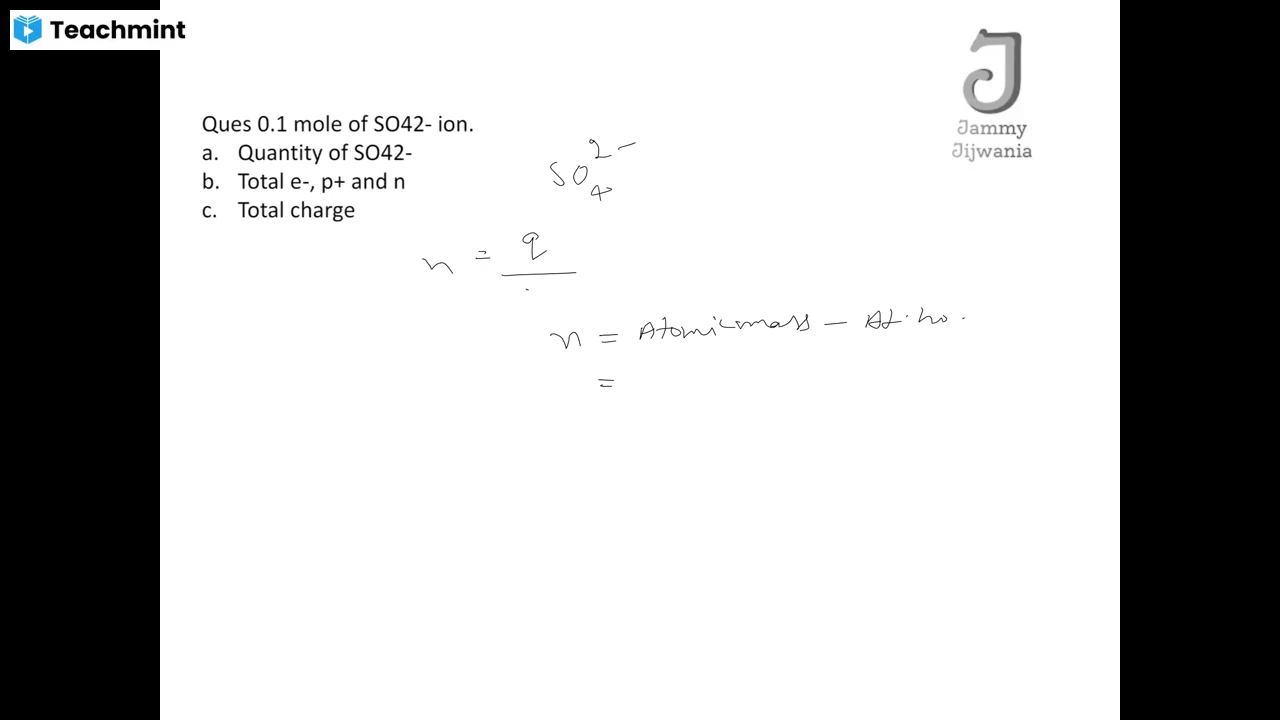 Teachmint
Jammy
Jijwania
Ques 0.1 mole of SO42- ion.
a. Quantity of SO42-
b. Total e-, p+ and n
c. Total charge
SO4 2-
n = q
n = Atomic mass - At. no.
=